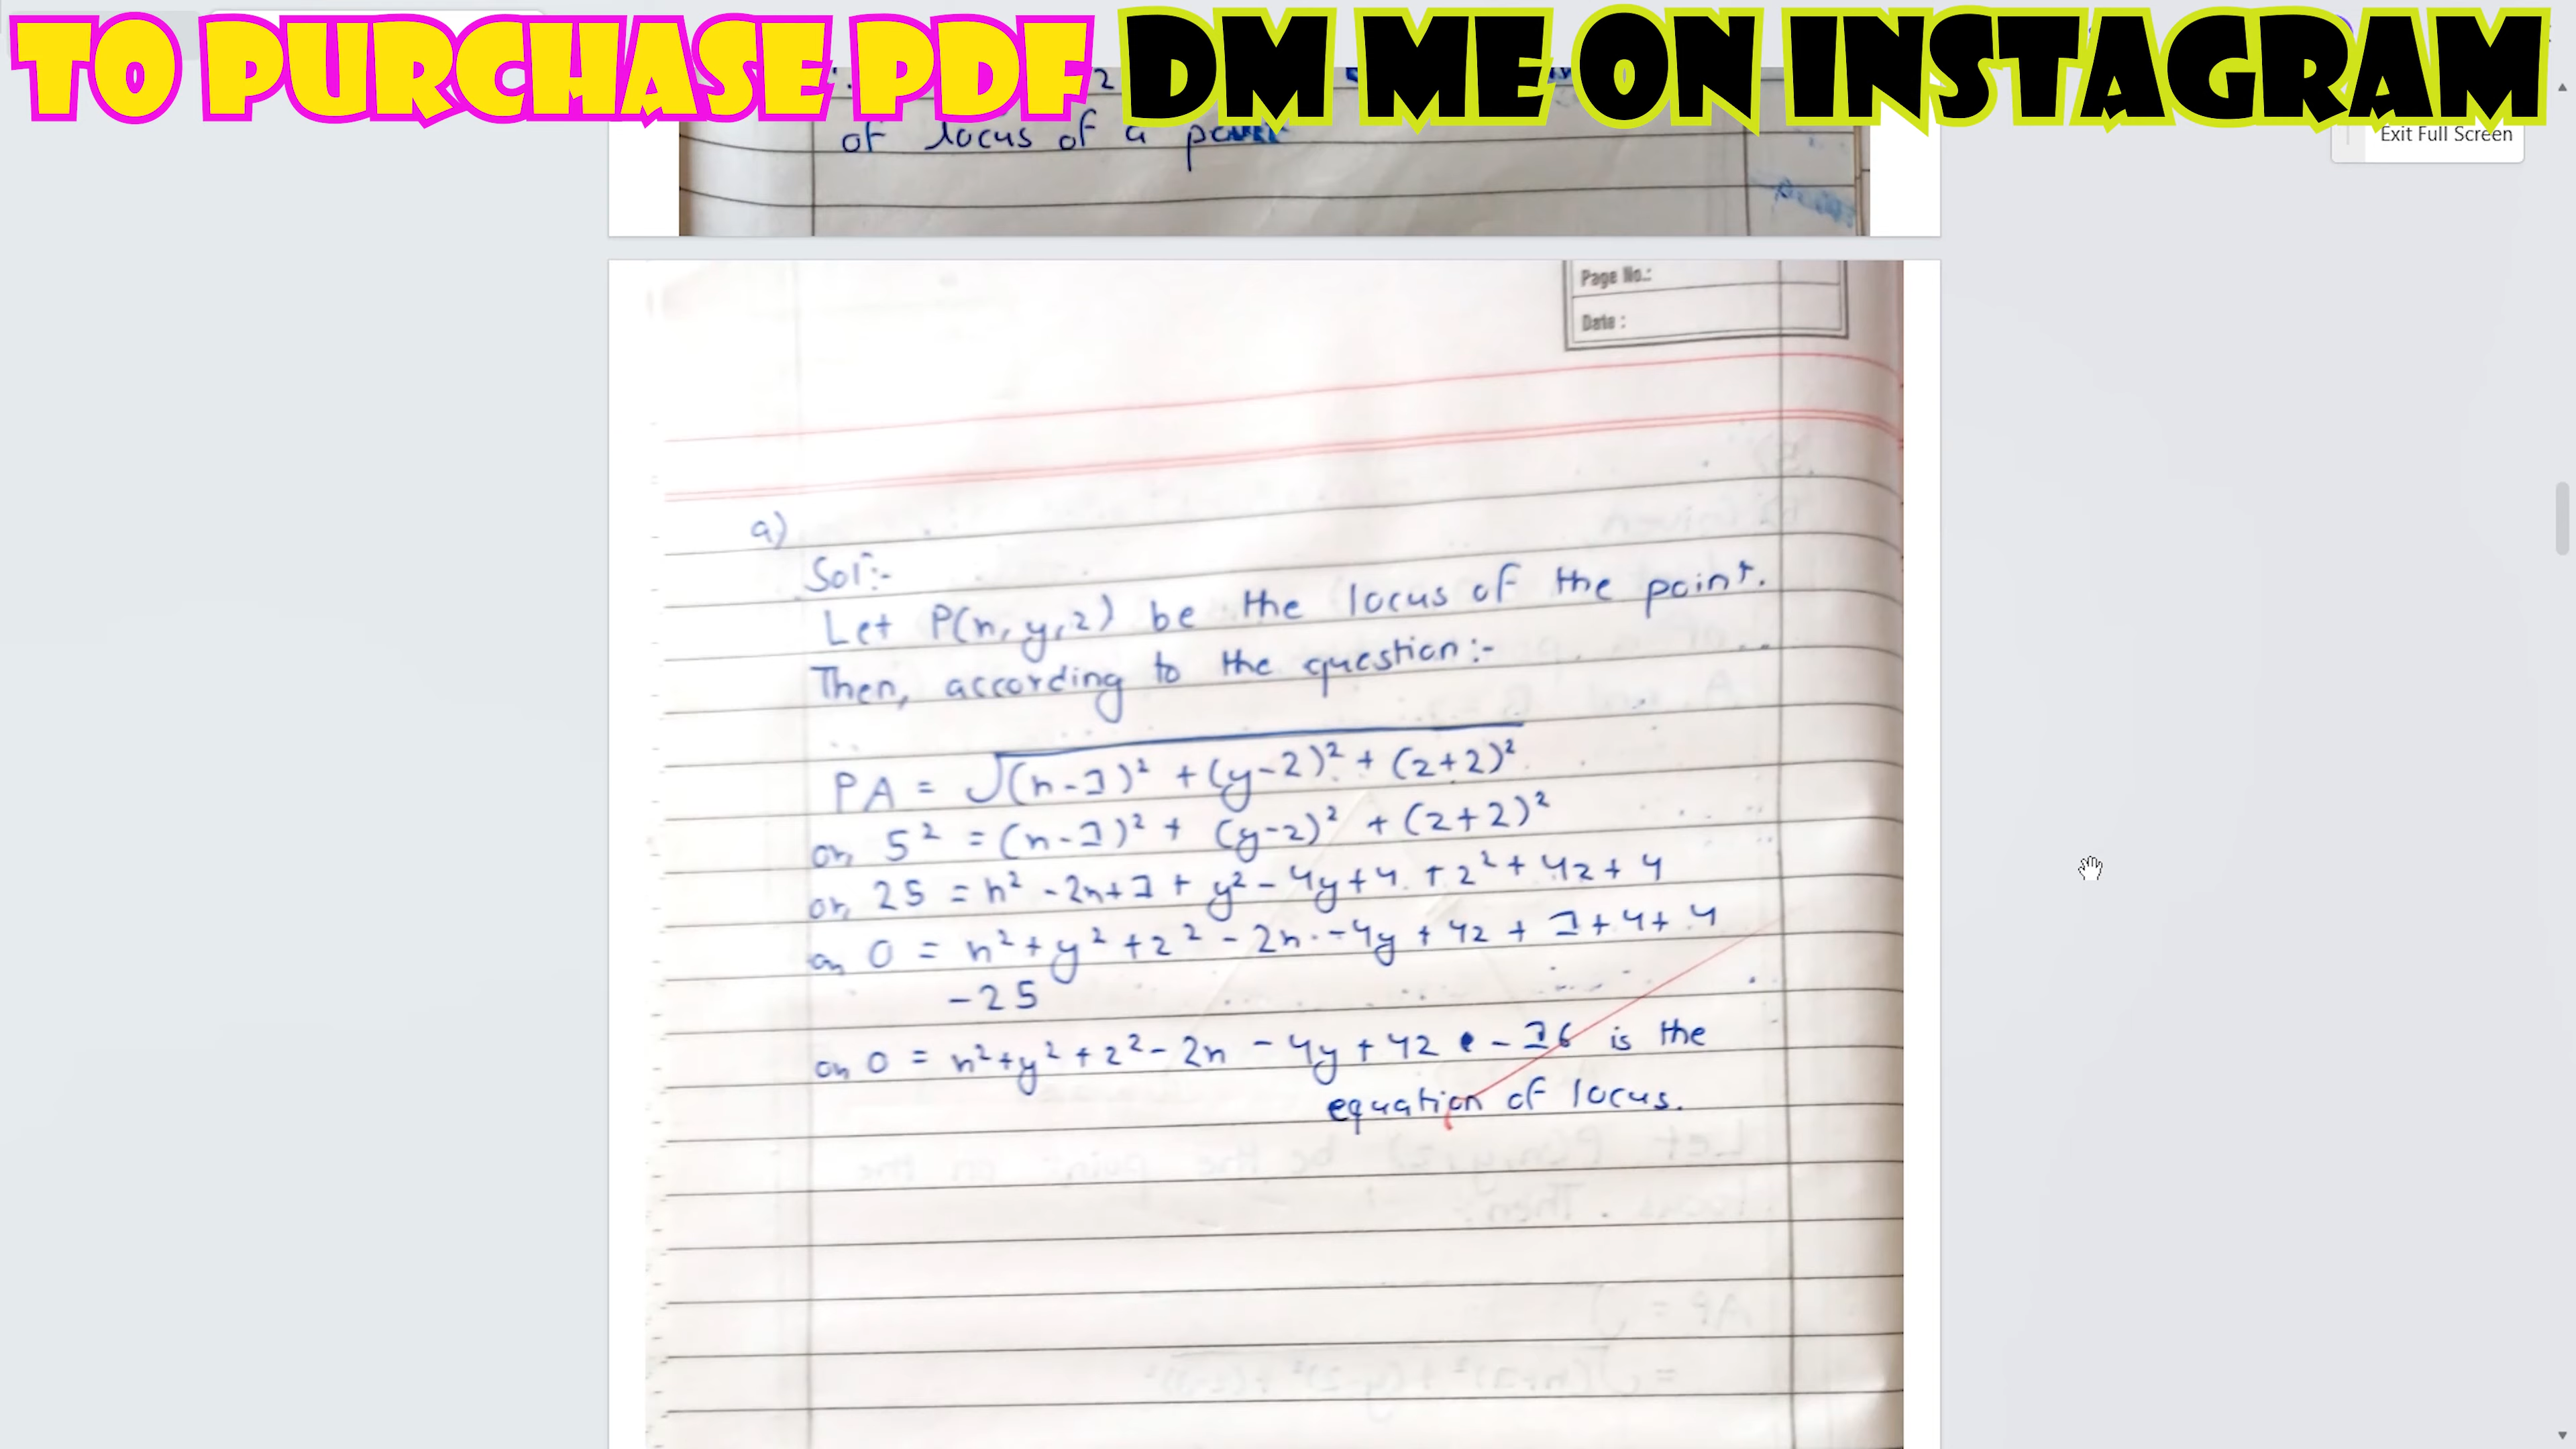 TO PURCHASE PDF DM ME ON INSTAGRAM
Exit Full Screen
of locus of a point
Page No.:
Date :
a)
Solⁿ:-
Let P(x, y, z) be the locus of the point.
Then, according to the question:-
PA = √(x-1)² + (y-2)² + (z+2)²
or, 5² = (x-1)² + (y-2)² + (z+2)²
or, 25 = x² - 2x + 1 + y² - 4y + 4 + z² + 4z + 4
or, 0 = x² + y² + z² - 2x - 4y + 4z + 1 + 4 + 4
-25
or, 0 = x² + y² + z² - 2x - 4y + 4z - 16 is the
equation of locus.